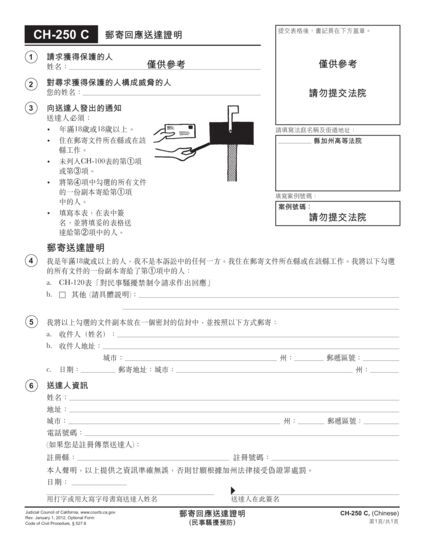 CH-250 C 郵寄回應送達證明
提交表格後，書記員在下方蓋章。
1 請求獲得保護的人
姓名：
僅供參考
2 對尋求獲得保護的人構成威脅的人
您的姓名：
3 向送達人發出的通知
送達人必須：
• 年滿18歲或18歲以上。
• 住在郵寄文件所在縣或在該
縣工作。
• 未列入CH-100表的第①項
或第③項。
• 將第④項中勾選的所有文件
的一份副本寄給第①項
中的人。
• 填寫本表，在表中簽
名，並將填妥的表格送
達給第②項中的人。
僅供參考
請勿提交法院
請填寫法庭名稱及街道地址：
縣加州高等法院
填寫案例號碼：
案例號碼：
請勿提交法院
郵寄送達證明
4 我是年滿18歲或以上的人。我不是本訴訟中的任何一方。我住在郵寄文件所在縣或在該縣工作。我將以下勾選
的所有文件的一份副本寄給了第①項中的人：
a. CH-120表「對民事騷擾禁制令請求作出回應」
b. □ 其他 (請具體說明)：
5 我將以上勾選的文件副本放在一個密封的信封中，並按照以下方式郵寄：
a. 收件人（姓名）：
b. 收件人地址：
城市： 州： 郵遞區號：
c. 日期： 郵寄地址：城市： 州：
6 送達人資訊
姓名：
地址：
城市： 州： 郵遞區號：
電話號碼：
(如果您是註冊傳票送達人)：
註冊縣： 註冊號碼：
本人聲明，以上提供之資訊準確無誤，否則甘願根據加州法律接受偽證罪處罰。
日期：
用打字或用大寫字母書寫送達人姓名
送達人在此簽名
Judicial Council of California, www.courts.ca.gov
Rev. January 1, 2012, Optional Form
Code of Civil Procedure, § 527.6
郵寄回應送達證明
(民事騷擾預防)
CH-250 C, (Chinese)
第1頁/共1頁